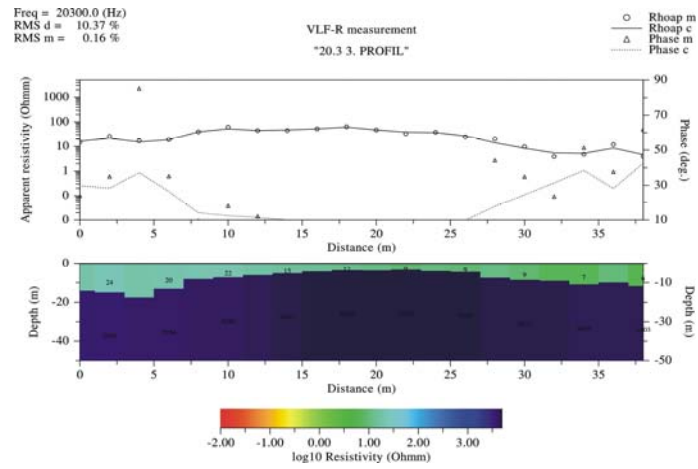 Freq = 20300.0 (Hz)
RMS d = 10.37 %
RMS m = 0.16 %
VLF-R measurement
"20.3 3. PROFIL"
Rhoap m
Rhoap c
Phase m
Phase c
Apparent resistivity (Ohmm)
1000
100
10
1
0
0
90
70
50
30
10
Phase (deg.)
0 5 10 15 20 25 30 35
Distance (m)
24 20 22 15 9 7
Depth (m)
0
-20
-40
0
-10
-30
-50
Depth (m)
0 5 10 15 20 25 30 35
Distance (m)
-2.00 -1.00 0.00 1.00 2.00 3.00
log10 Resistivity (Ohmm)